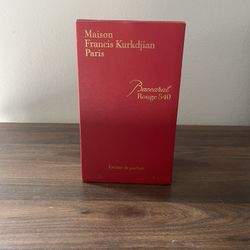 Maison
Francis Kurkdjian
Paris
Baccarat
Rouge 540
Extrait de parfum